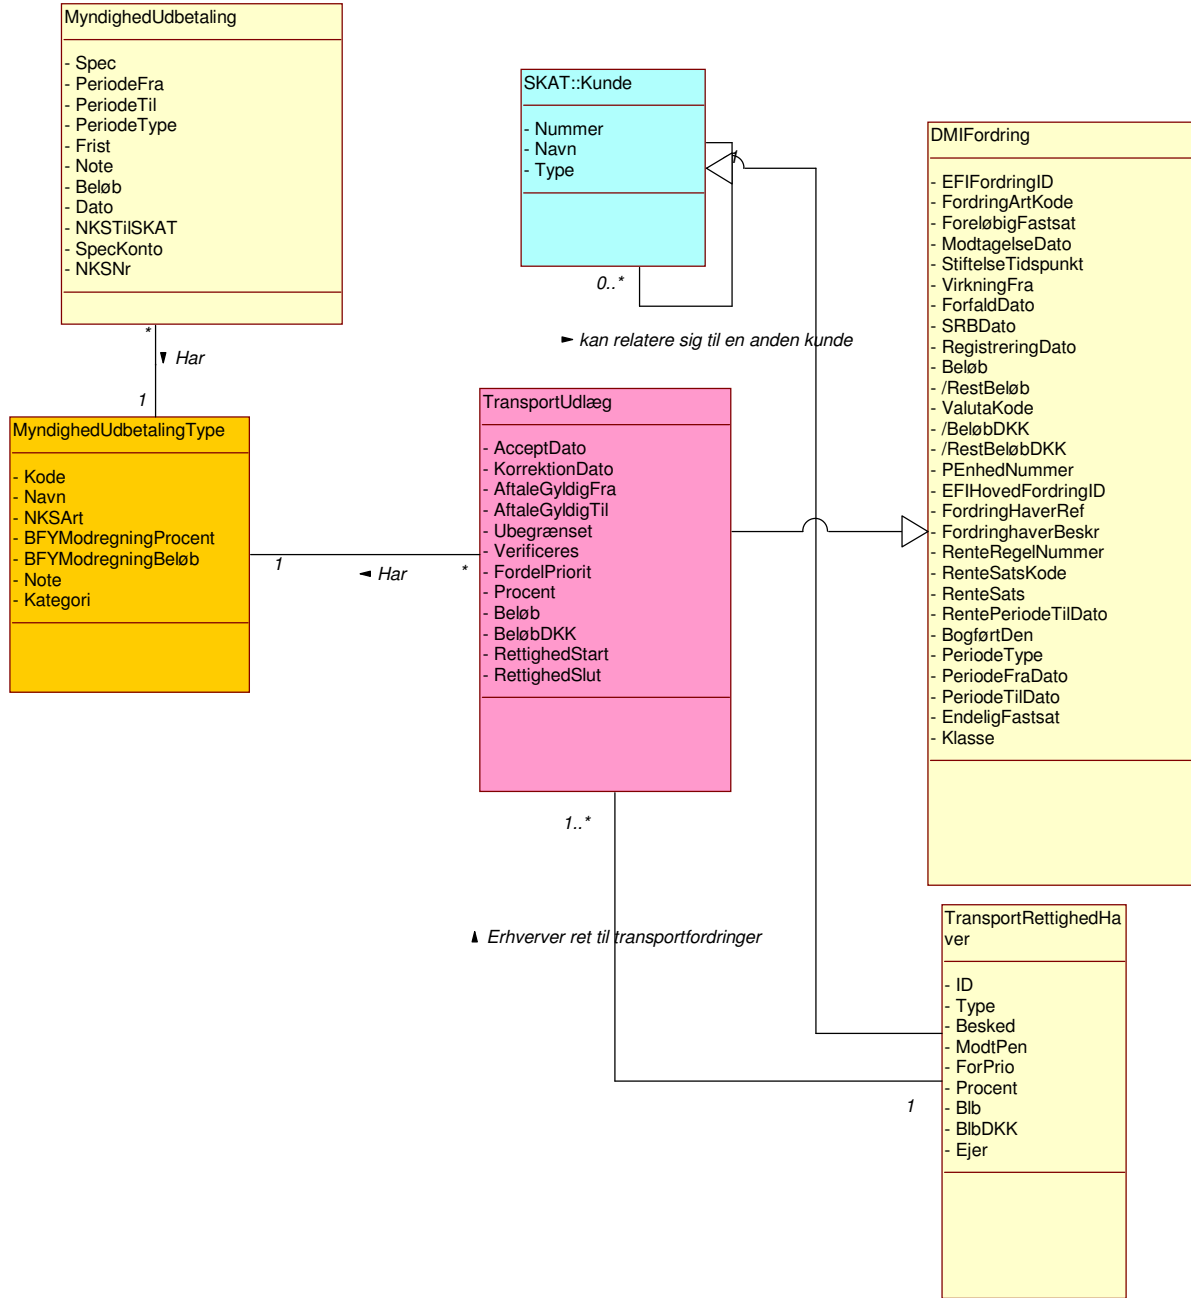 MyndighedUdbetaling
- Spec
- PeriodeFra
- PeriodeTil
- PeriodeType
- Frist
- Note
- Beløb
- Dato
- NKSTilSKAT
- SpecKonto
- NKSNr
*
Har
1
MyndighedUdbetalingType
- Kode
- Navn
- NKSArt
- BFYModregningProcent
- BFYModregningBeløb
- Note
- Kategori
1
Har
*
SKAT::Kunde
- Nummer
- Navn
- Type
0..*
kan relatere sig til en anden kunde
TransportUdlæg
- AcceptDato
- KorrektionDato
- AftaleGyldigFra
- AftaleGyldigTil
- Ubegrænset
- Verificeres
- FordelPriorit
- Procent
- Beløb
- BeløbDKK
- RettighedStart
- RettighedSlut
1..*
Erhverver ret til transportfordringer
1
DMIFordring
- EFIFordringID
- FordringArtKode
- ForeløbigFastsat
- ModtagelseDato
- StiftelseTidspunkt
- VirkningFra
- ForfaldDato
- SRBDato
- RegistreringDato
- Beløb
- /RestBeløb
- ValutaKode
- /BeløbDKK
- /RestBeløbDKK
- PEnhedNummer
- EFIHovedFordringID
- FordringHaverRef
- FordringhaverBeskr
- RenteRegelNummer
- RenteSatsKode
- RenteSats
- RentePeriodeTilDato
- BogførtDen
- PeriodeType
- PeriodeFraDato
- PeriodeTilDato
- EndeligFastsat
- Klasse
TransportRettighedHa
ver
- ID
- Type
- Besked
- ModtPen
- ForPrio
- Procent
- Blb
- BlbDKK
- Ejer